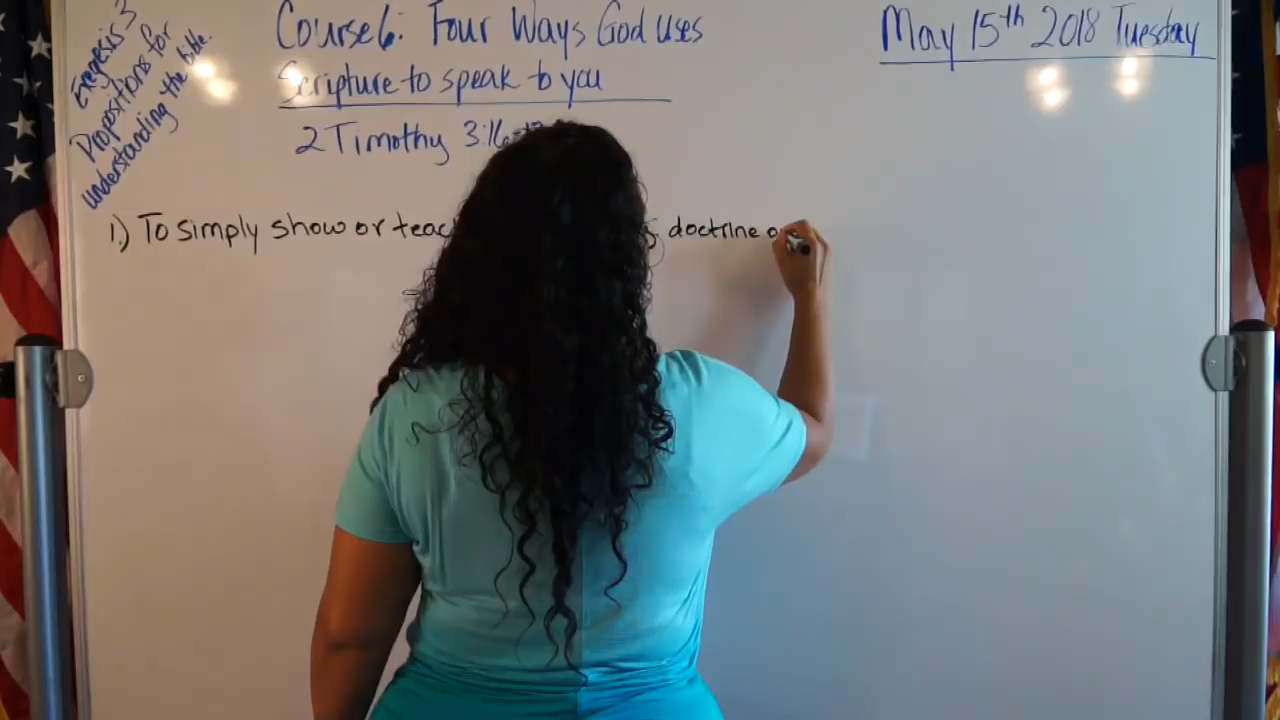 Exegesis 3
Propositions for
understanding the bible.
Course 6: Four Ways God uses
Scripture to speak to you
2 Timothy 3:16
May 15th 2018 Tuesday
1.) To simply show or teac doctrine o